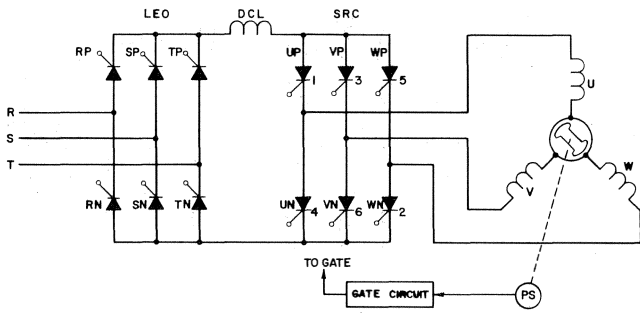 LEO DCL SRC
RP SP TP UP VP WP
1 3 5
U
R
S
T
W
V
RN SN TN UN VN WN
4 6 2
TO GATE
GATE CIRCUIT PS